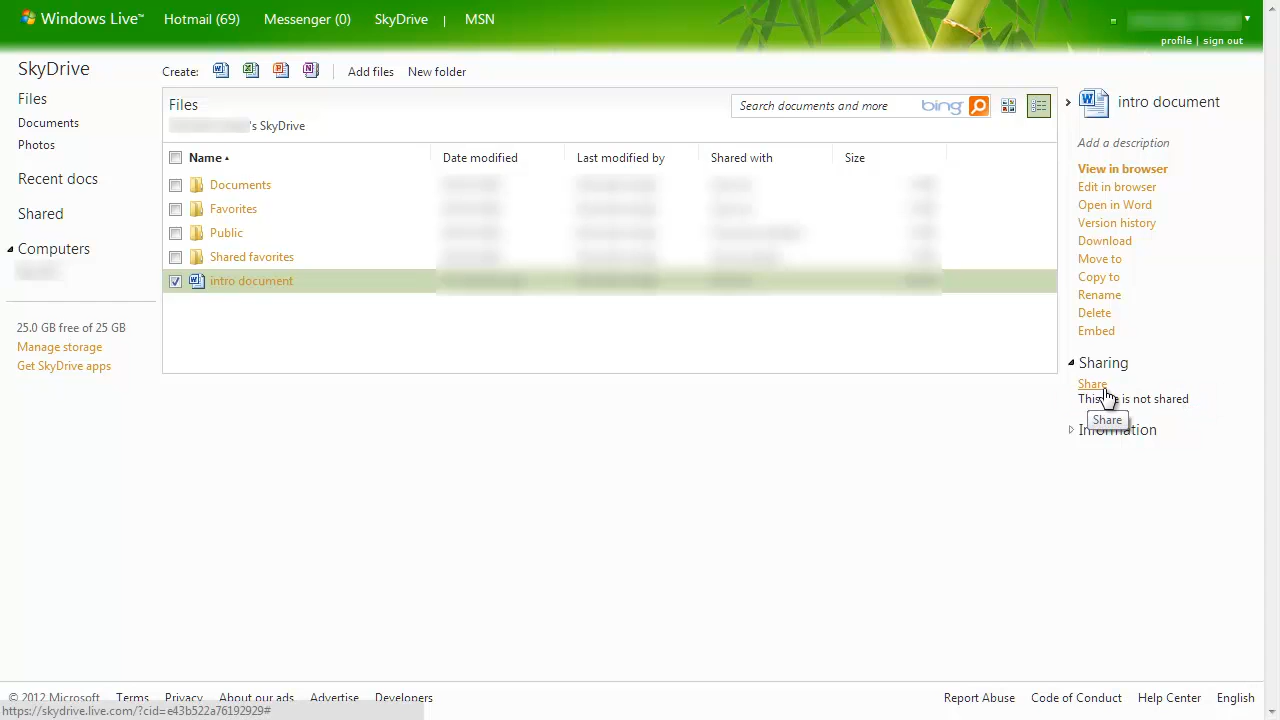 Windows Live™ Hotmail (69) Messenger (0) SkyDrive | MSN
profile | sign out
SkyDrive
Files
Documents
Photos
Recent docs
Shared
Computers
25.0 GB free of 25 GB
Manage storage
Get SkyDrive apps
Create: Add files New folder
Files
's SkyDrive
Search documents and more bing
Name Date modified Last modified by Shared with Size
Documents
Favorites
Public
Shared favorites
intro document
intro document
Add a description
View in browser
Edit in browser
Open in Word
Version history
Download
Move to
Copy to
Rename
Delete
Embed
Sharing
Share
is not shared
Share
Information
© 2012 Microsoft Terms Privacy About our ads Advertise Developers Report Abuse Code of Conduct Help Center English
https://skydrive.live.com/?cid=e43b522a76192929#